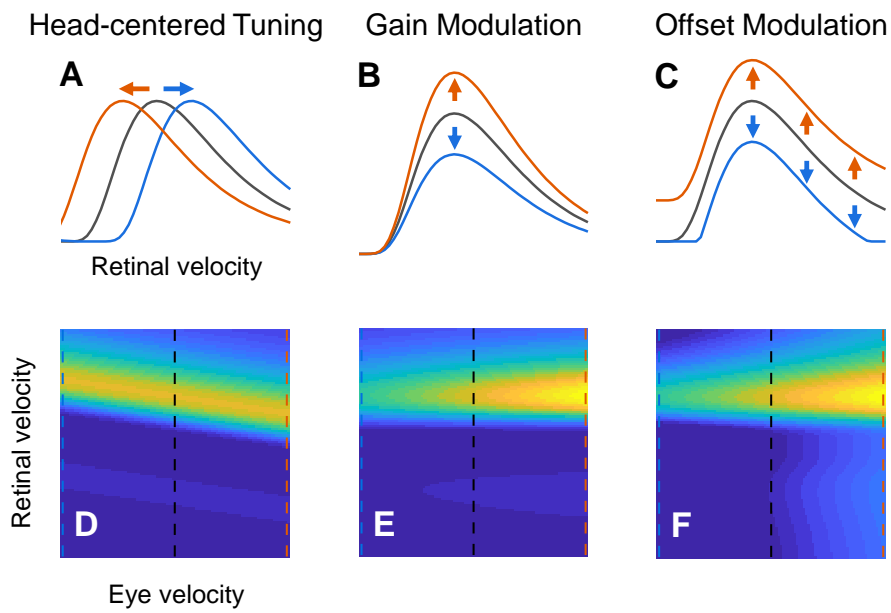 Head-centered Tuning
Gain Modulation
Offset Modulation
A
B
C
Retinal velocity
Retinal velocity
D
E
F
Eye velocity